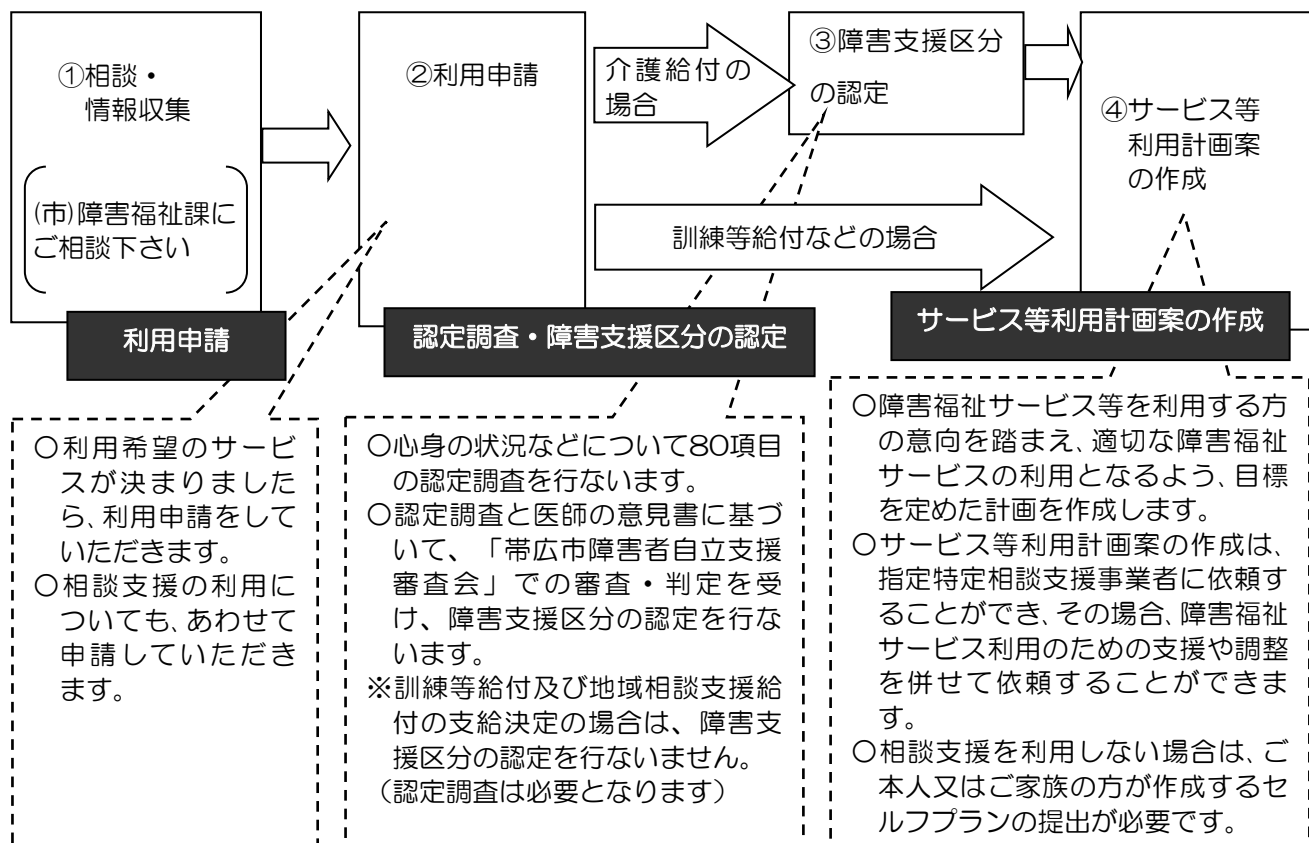 ①相談・
情報収集
(市)障害福祉課に
ご相談下さい
②利用申請
介護給付の
場合
③障害支援区分
の認定
訓練等給付などの場合
④サービス等
利用計画案
の作成
利用申請
認定調査・障害支援区分の認定
サービス等利用計画案の作成
○利用希望のサービ
スが決まりました
ら、利用申請をして
いただきます。
○相談支援の利用に
ついても、あわせて
申請していただき
ます。
○心身の状況などについて80項目
の認定調査を行ないます。
○認定調査と医師の意見書に基づ
いて、「帯広市障害者自立支援
審査会」での審査・判定を受
け、障害支援区分の認定を行な
います。
※訓練等給付及び地域相談支援給
付の支給決定の場合は、障害支
援区分の認定を行ないません。
(認定調査は必要となります)
○障害福祉サービス等を利用する方
の意向を踏まえ、適切な障害福祉
サービスの利用となるよう、目標
を定めた計画を作成します。
○サービス等利用計画案の作成は、
指定特定相談支援事業者に依頼す
ることができ、その場合、障害福祉
サービス利用のための支援や調整
を併せて依頼することができま
す。
○相談支援を利用しない場合は、ご
本人又はご家族の方が作成するセ
ルフプランの提出が必要です。